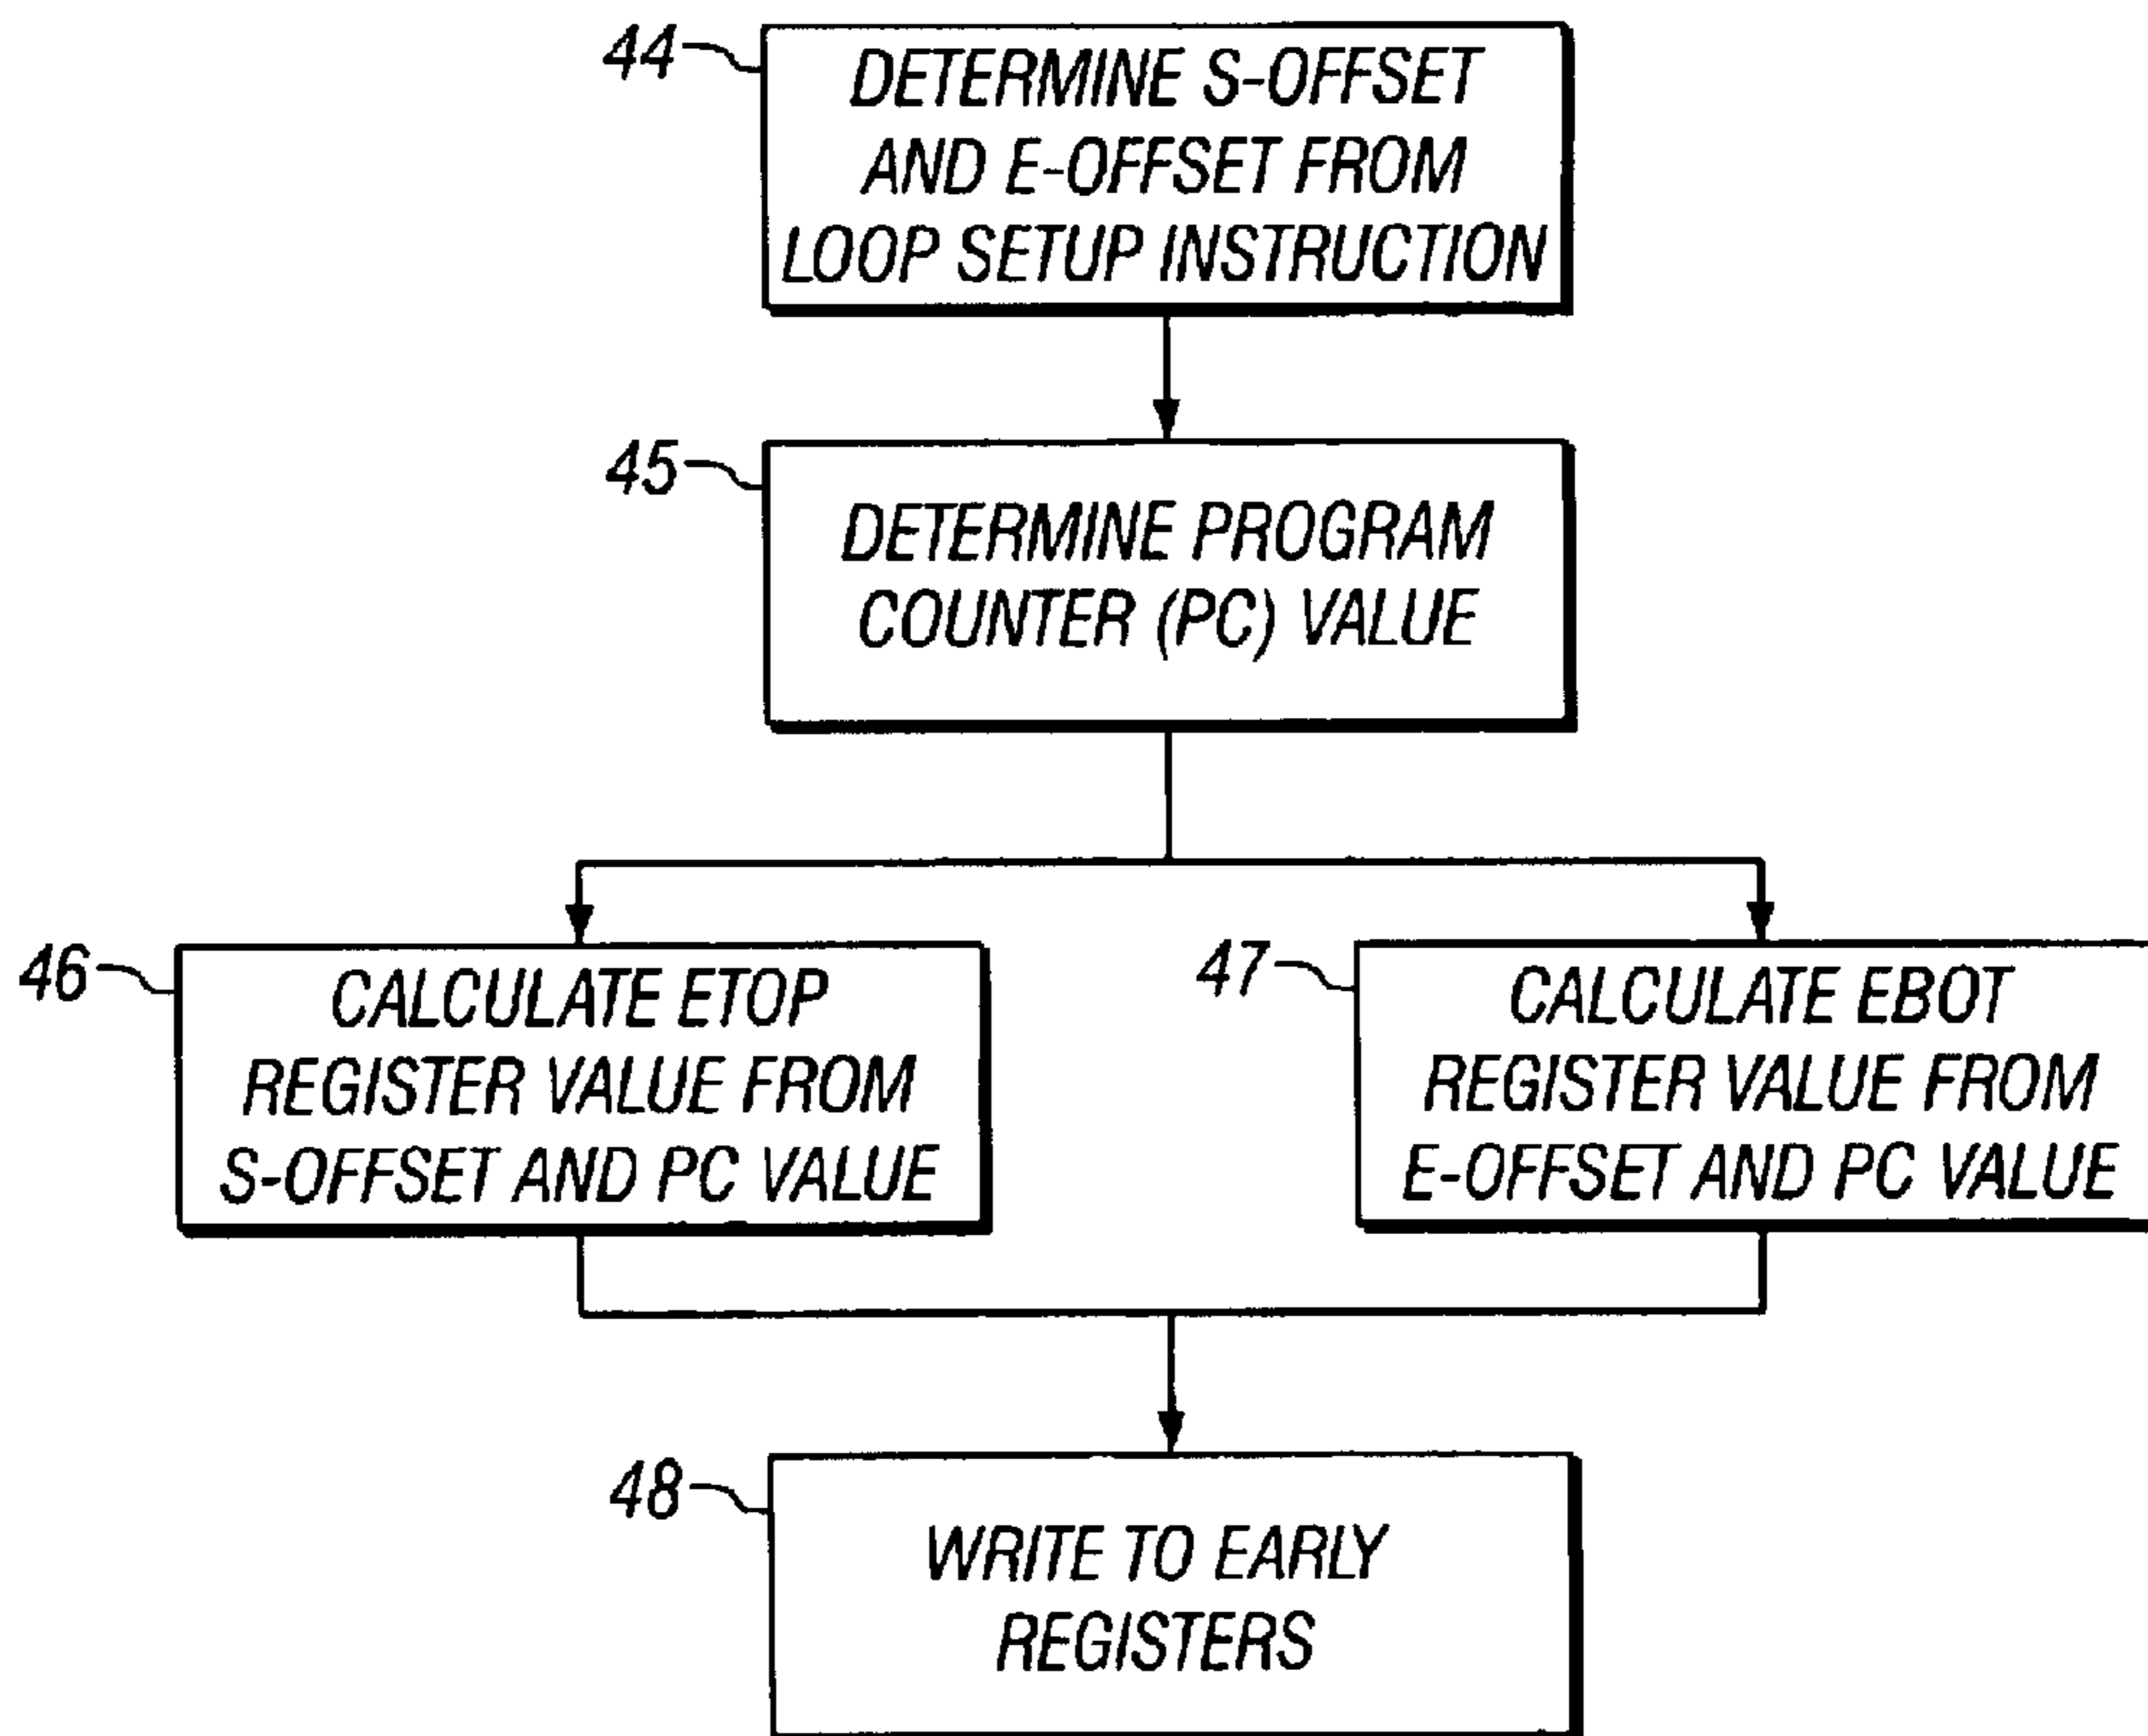 44
DETERMINE S-OFFSET
AND E-OFFSET FROM
LOOP SETUP INSTRUCTION
45
DETERMINE PROGRAM
COUNTER (PC) VALUE
46
CALCULATE ETOP
REGISTER VALUE FROM
S-OFFSET AND PC VALUE
47
CALCULATE EBOT
REGISTER VALUE FROM
E-OFFSET AND PC VALUE
48
WRITE TO EARLY
REGISTERS